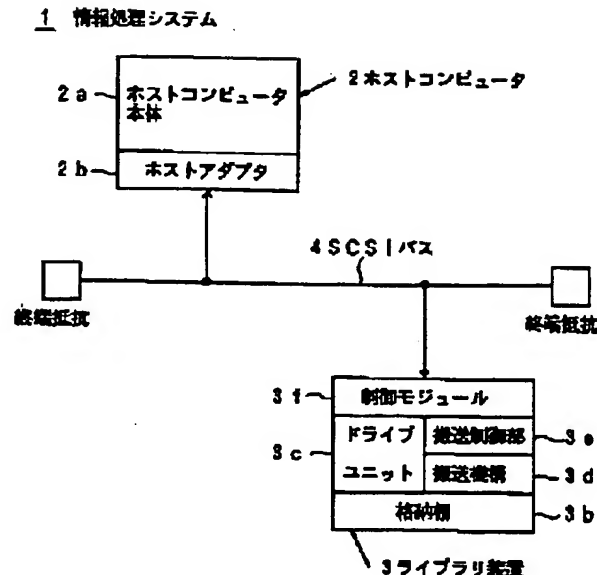 1 情報処理システム
2a
ホストコンピュータ
本体
2ホストコンピュータ
2b
ホストアダプタ
4SCSIバス
終端抵抗
終端抵抗
3f
制御モジュール
3c
ドライブ
ユニット
搬送制御部
3e
搬送機構
3d
格納棚
3b
3ライブラリ装置